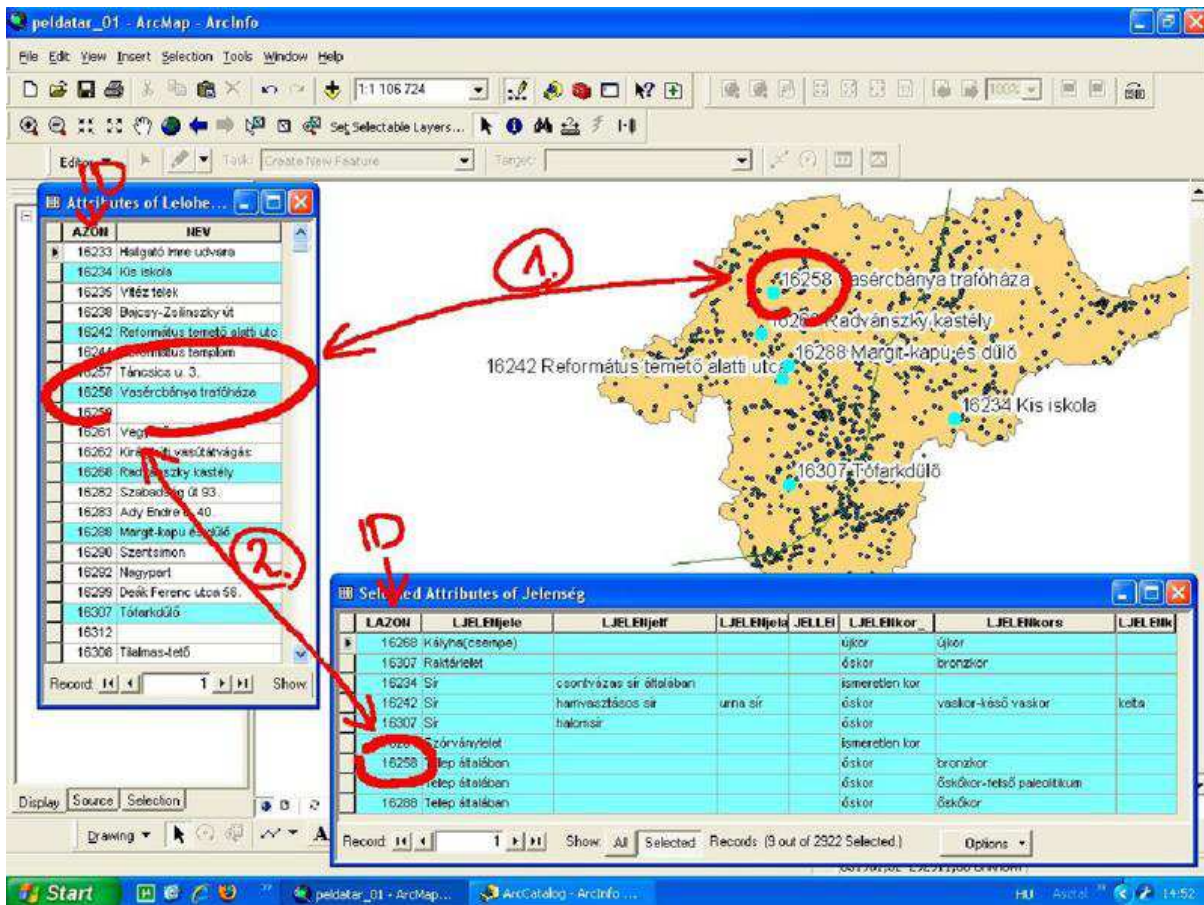 peldatar_01 - ArcMap - ArcInfo
File Edit View Insert Selection Tools Window Help
1:1 106 724
100%
Set Selectable Layers...
Editor Task: Create New Feature Target:
ID
Attributes of Lelohe...
AZON NEV
16233 Hallgató Imre udvara
16234 Kis iskola
16235 Vitéz telek
16238 Bajcsy-Zsilinszky út
16242 Református temető alatti utc
16244 Református templom
16257 Táncsics u. 3.
16258 Vasércbánya trafóháza
16259
16261
16262 vasútátvágás
16268 Radvánszky kastély
16282 Szabadság út 93.
16283 Ady Endre u. 40.
16288 Margit-kapu és dűlő
16290 Szentsimon
16292 Nagypart
16299 Deák Ferenc utca 56.
16307 Tófarkdűlő
16312
16308 Tilalmas-tető
Record: 1 Show:
1.
2.
16258 Vasércbánya trafóháza
16268 Radvánszky kastély
16288 Margit-kapu és dűlő
16242 Református temető alatti utca
16234 Kis iskola
16307 Tófarkdűlő
ID
Selected Attributes of Jelenség
LAZON LJELENjele LJELENjelf LJELENjela JELLEI LJELENkor_ LJELENkors LJELENk
16268 Kályha(csempe) újkor újkor
16307 Raktárlelet őskor bronzkor
16234 Sír csontvázas sír általában ismeretlen kor
16242 Sír hamvasztásos sír urna sír őskor vaskor-késő vaskor kelta
16307 Sír halomsír őskor
Szórványlelet ismeretlen kor
16258 Telep általában őskor bronzkor
Telep általában őskor őskőkor-felső paleolitikum
16288 Telep általában őskor őskőkor
Record: 1 Show: All Selected Records (9 out of 2922 Selected.) Options
Display Source Selection
Drawing A
Start peldatar_01 - ArcMap... ArcCatalog - ArcInfo ... HU Asztal 14:52